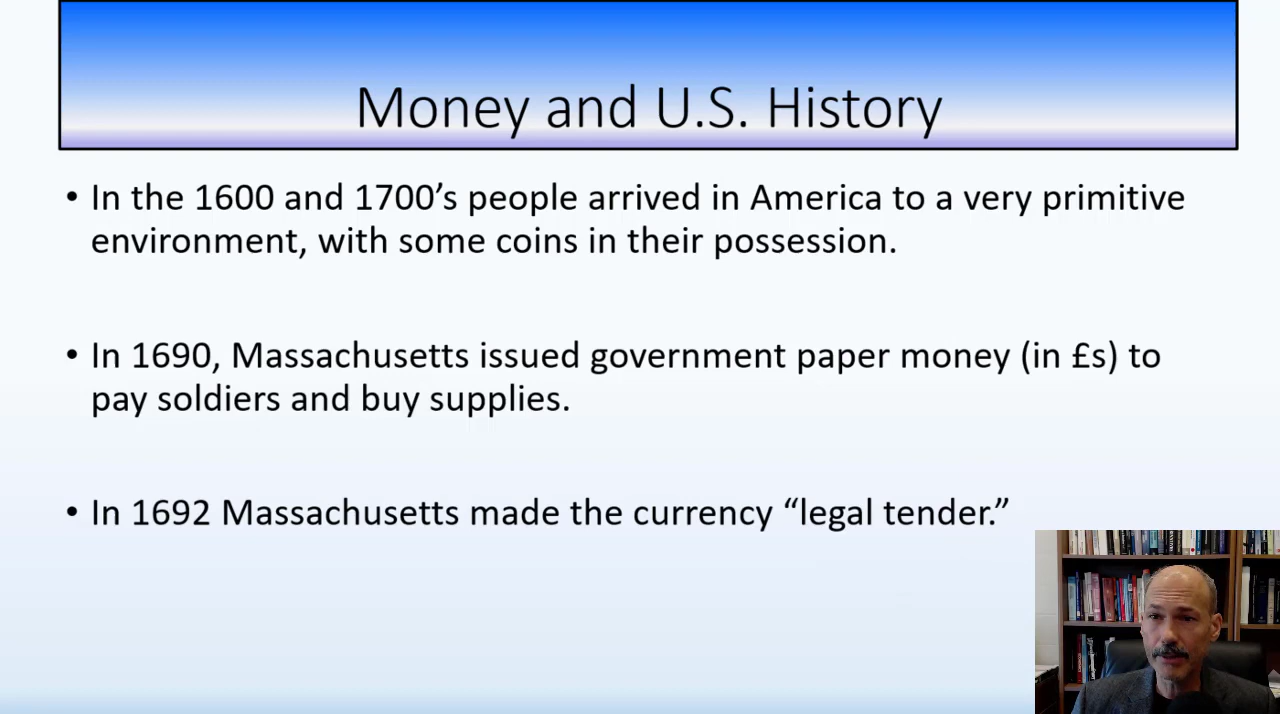 Money and U.S. History
• In the 1600 and 1700’s people arrived in America to a very primitive
environment, with some coins in their possession.
• In 1690, Massachusetts issued government paper money (in £s) to
pay soldiers and buy supplies.
• In 1692 Massachusetts made the currency “legal tender.”